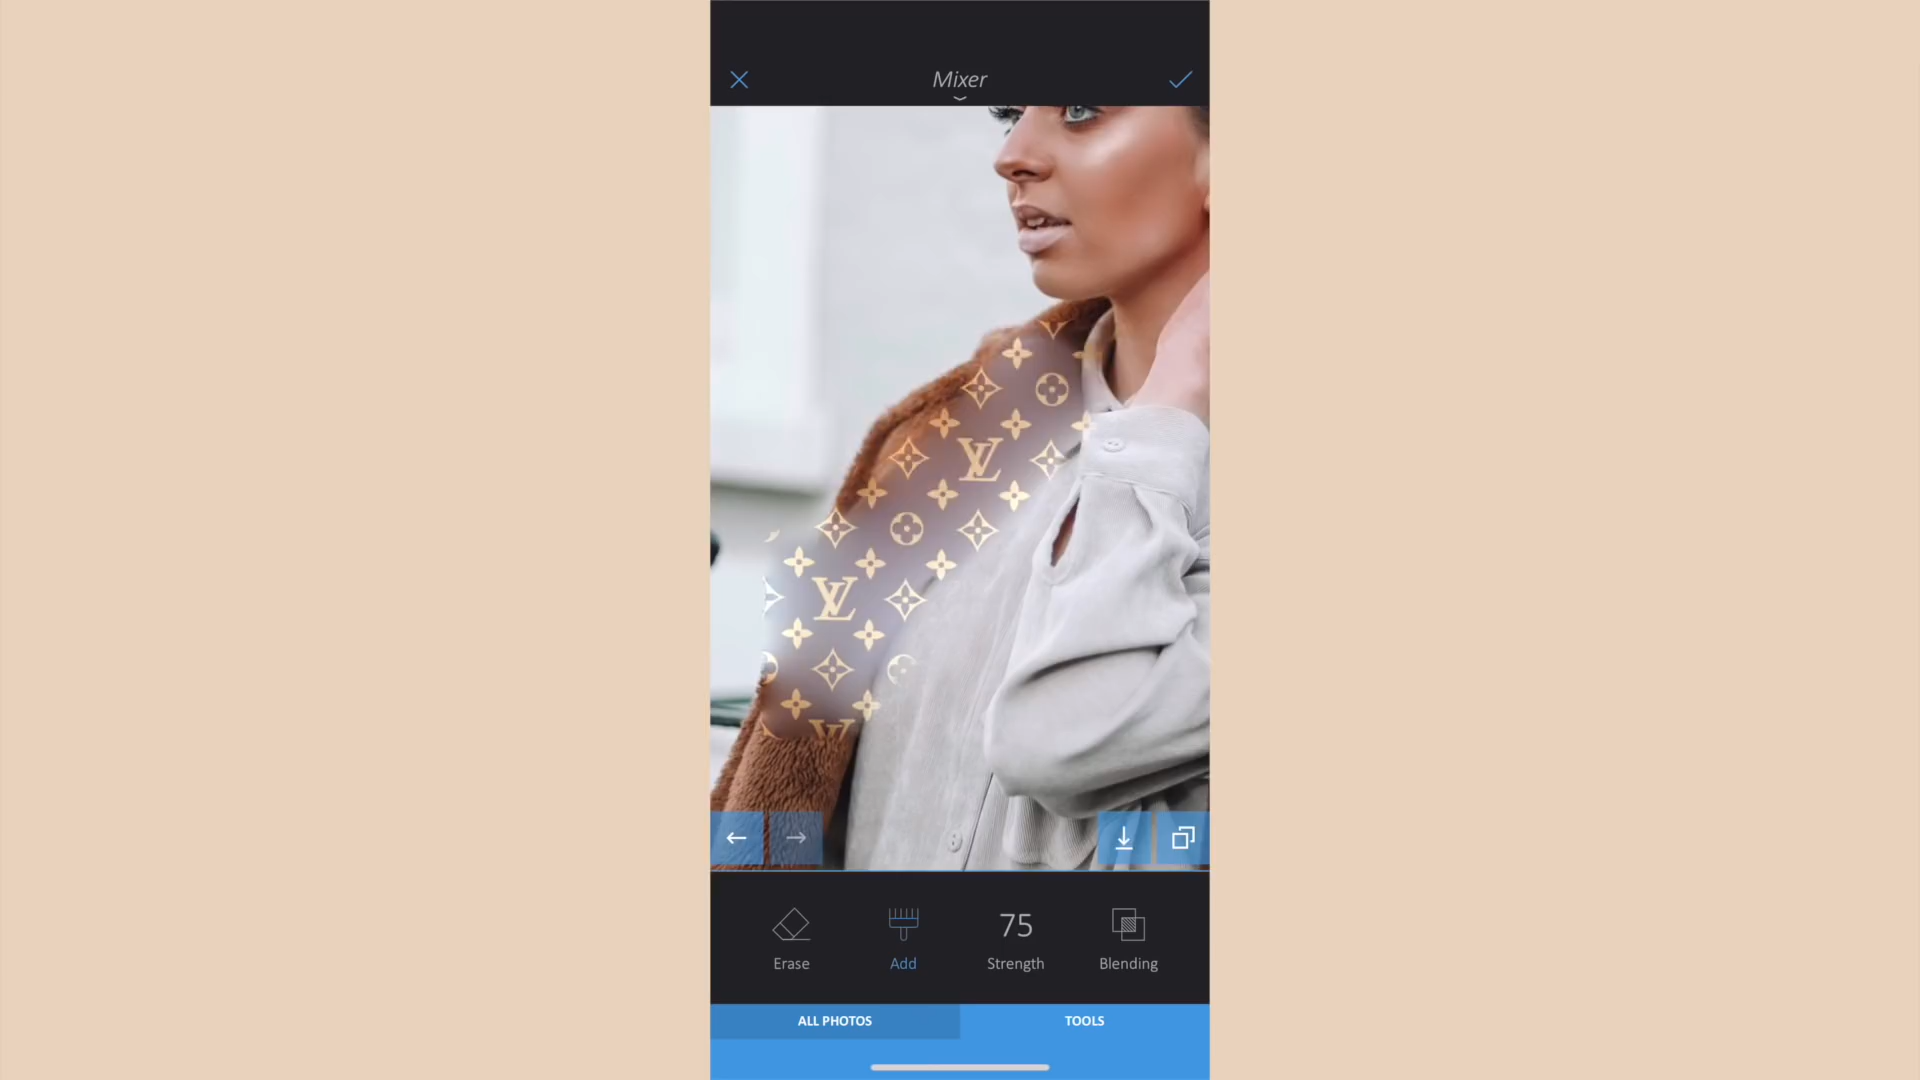 Mixer
LV
LV
75
Erase
Add
Strength
Blending
ALL PHOTOS
TOOLS